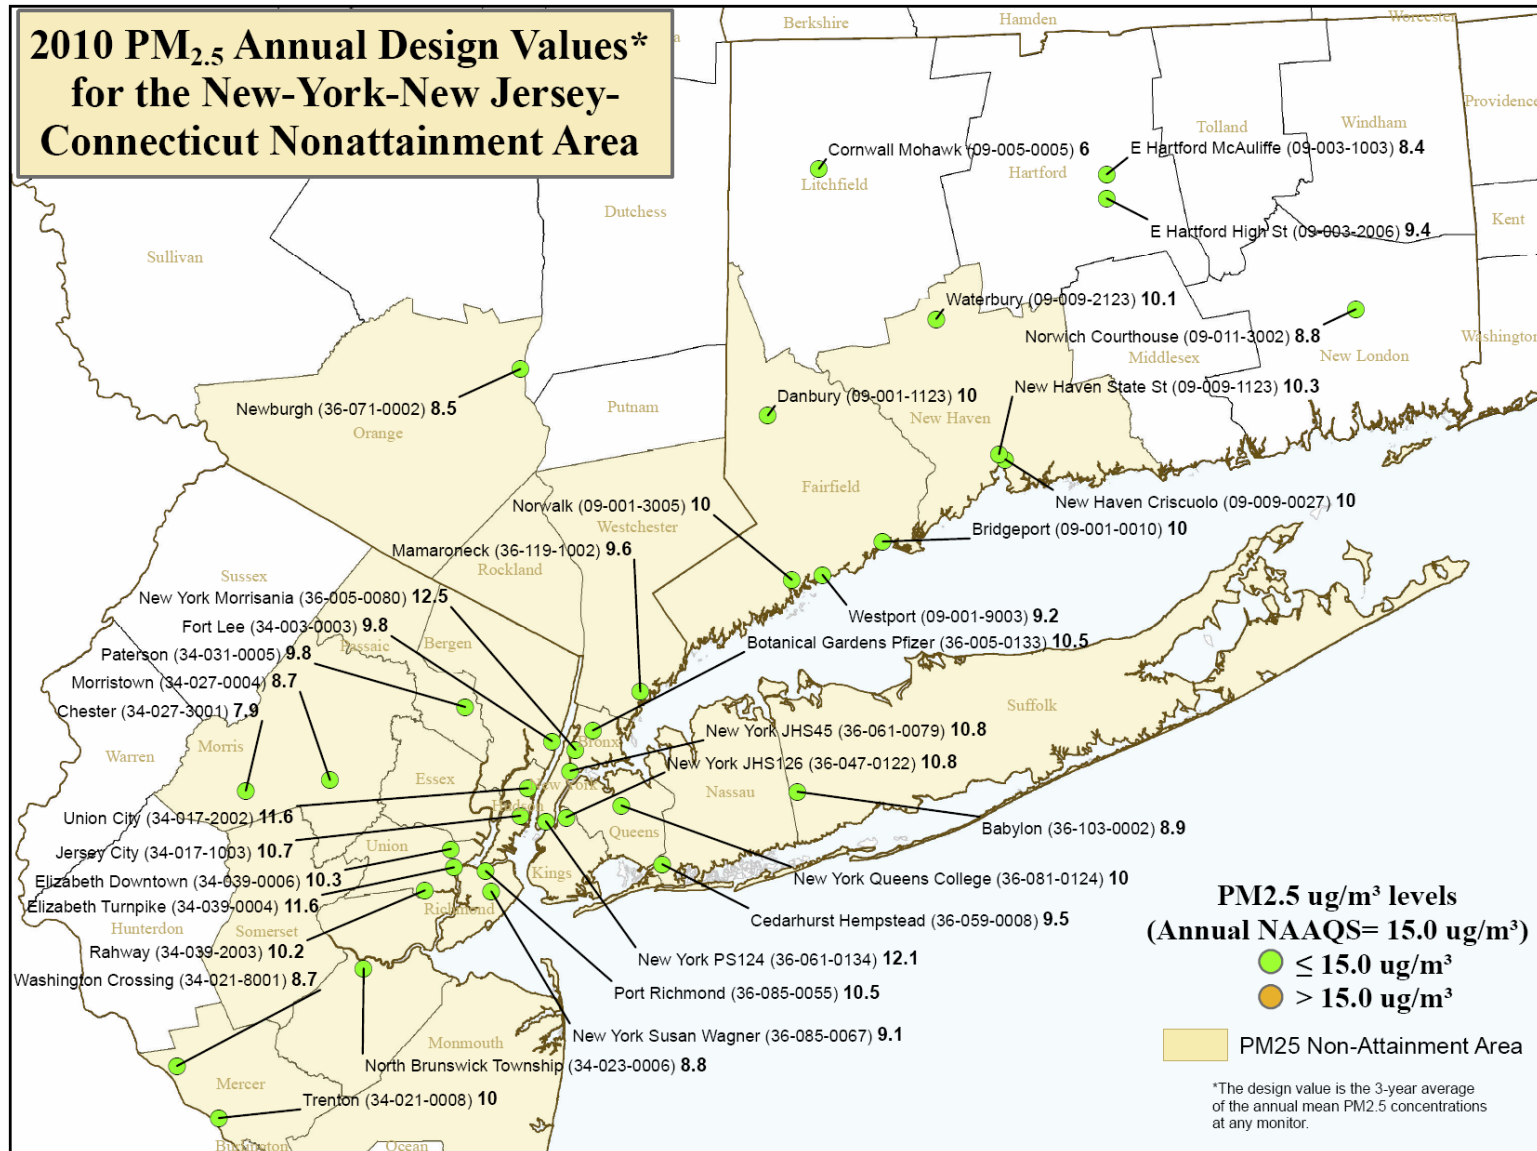 2010 PM2.5 Annual Design Values*
for the New-York-New Jersey-
Connecticut Nonattainment Area
Berkshire
Hamden
Worcester
Providence
Tolland
Windham
Cornwall Mohawk (09-005-0005) 6
E Hartford McAuliffe (09-003-1003) 8.4
Litchfield
Hartford
Dutchess
Kent
E Hartford High St (09-003-2006) 9.4
Sullivan
Waterbury (09-009-2123) 10.1
Norwich Courthouse (09-011-3002) 8.8
Washington
Middlesex
New London
New Haven State St (09-009-1123) 10.3
Danbury (09-001-1123) 10
Newburgh (36-071-0002) 8.5
Putnam
New Haven
Orange
Fairfield
New Haven Criscuolo (09-009-0027) 10
Norwalk (09-001-3005) 10
Westchester
Bridgeport (09-001-0010) 10
Mamaroneck (36-119-1002) 9.6
Rockland
Sussex
New York Morrisania (36-005-0080) 12.5
Westport (09-001-9003) 9.2
Fort Lee (34-003-0003) 9.8
Bergen
Botanical Gardens Pfizer (36-005-0133) 10.5
Passaic
Paterson (34-031-0005) 9.8
Morristown (34-027-0004) 8.7
Suffolk
Chester (34-027-3001) 7.9
New York JHS45 (36-061-0079) 10.8
Bronx
Morris
Warren
New York JHS126 (36-047-0122) 10.8
Essex
New York
Nassau
Hudson
Union City (34-017-2002) 11.6
Babylon (36-103-0002) 8.9
Queens
Union
Jersey City (34-017-1003) 10.7
Kings
New York Queens College (36-081-0124) 10
Elizabeth Downtown (34-039-0006) 10.3
Elizabeth Turnpike (34-039-0004) 11.6
Richmond
Cedarhurst Hempstead (36-059-0008) 9.5
Hunterdon
Somerset
Rahway (34-039-2003) 10.2
New York PS124 (36-061-0134) 12.1
Washington Crossing (34-021-8001) 8.7
Port Richmond (36-085-0055) 10.5
New York Susan Wagner (36-085-0067) 9.1
Monmouth
North Brunswick Township (34-023-0006) 8.8
Mercer
Trenton (34-021-0008) 10
Burlington
Ocean
PM2.5 ug/m³ levels
(Annual NAAQS= 15.0 ug/m³)
≤ 15.0 ug/m³
> 15.0 ug/m³
PM25 Non-Attainment Area
*The design value is the 3-year average
of the annual mean PM2.5 concentrations
at any monitor.